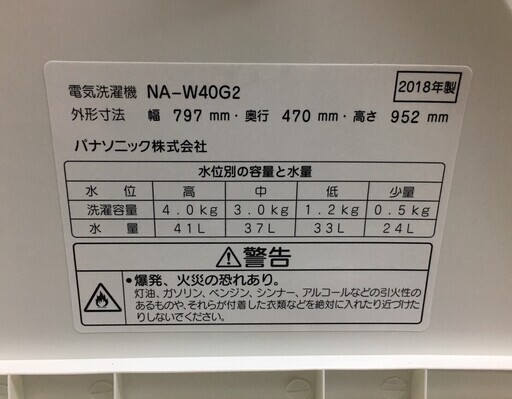 電気洗濯機 NA-W40G2 2018年製
外形寸法 幅 797 mm・奥行 470 mm・高さ 952 mm
パナソニック株式会社
水位別の容量と水量
水 位 高 中 低 少量
洗濯容量 4.0kg 3.0kg 1.2kg 0.5kg
水 量 41L 37L 33L 24L
警告
・爆発、火災の恐れあり。
灯油、ガソリン、ベンジン、シンナー、アルコールなどの引火性の
あるものや、それらが付着した衣類などを絶対に入れたり近づけた
りしないでください。